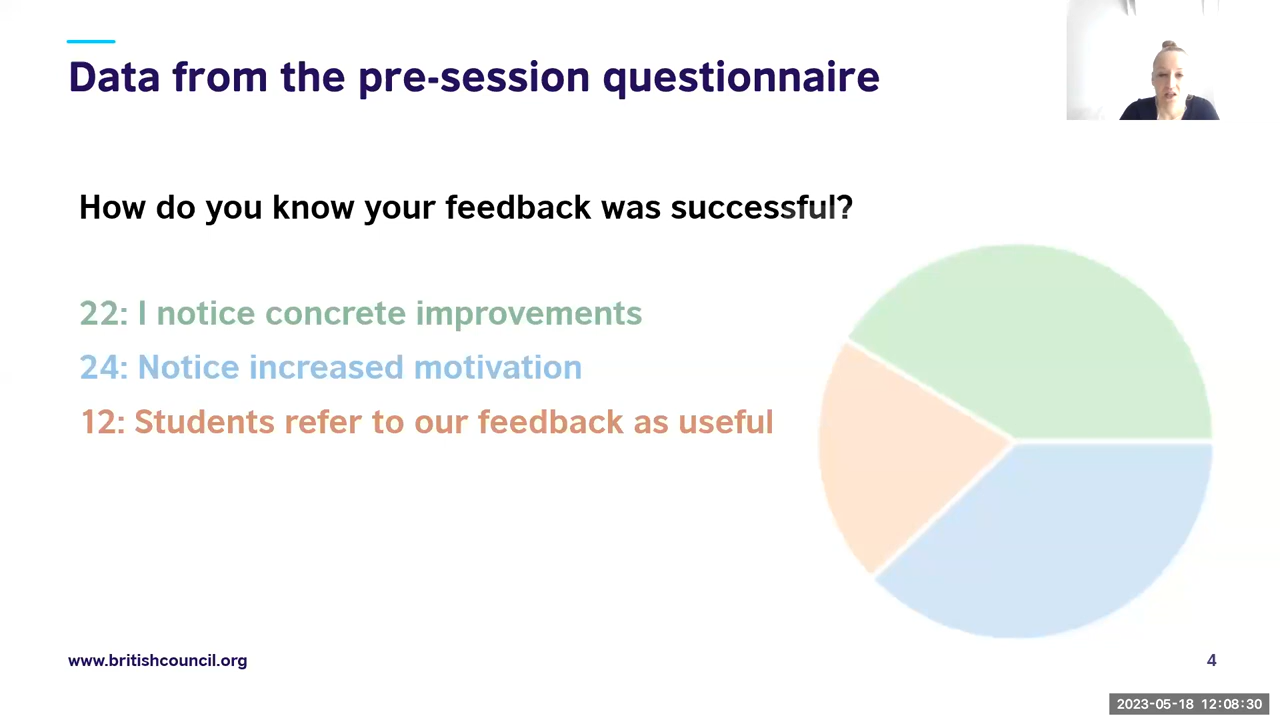 Data from the pre-session questionnaire
How do you know your feedback was successful?
22: I notice concrete improvements
24: Notice increased motivation
12: Students refer to our feedback as useful
www.britishcouncil.org
4
2023-05-18 12:08:30